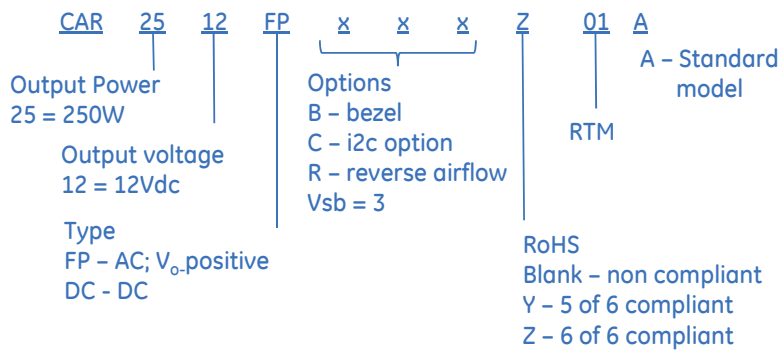 CAR 25 12 FP x x x Z 01 A
A – Standard
model
Output Power
25 = 250W
Options
B – bezel
C – i2c option
R – reverse airflow
Vsb = 3
RTM
Output voltage
12 = 12Vdc
Type
FP – AC; Vo-positive
DC - DC
RoHS
Blank – non compliant
Y – 5 of 6 compliant
Z – 6 of 6 compliant